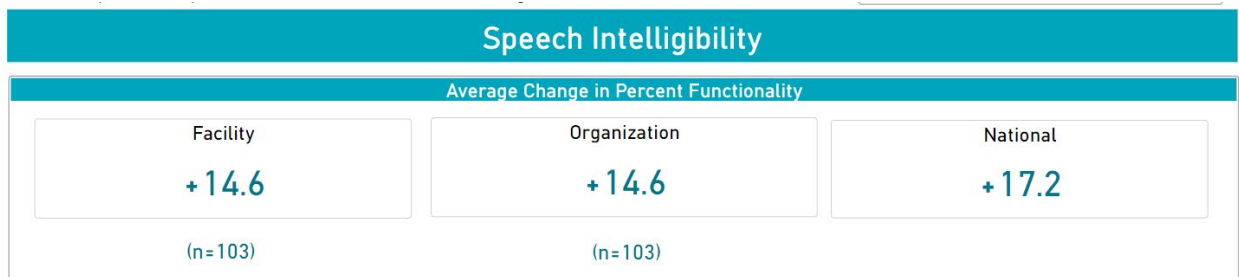 Speech Intelligibility
Average Change in Percent Functionality
Facility
Organization
National
+14.6
+14.6
+17.2
(n=103)
(n=103)